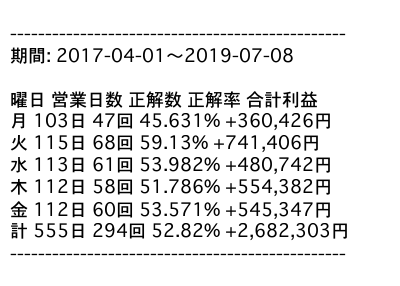 ------------------------------------------------
期間: 2017-04-01～2019-07-08
曜日 営業日数 正解数 正解率 合計利益
月 103日 47回 45.631% +360,426円
火 115日 68回 59.13% +741,406円
水 113日 61回 53.982% +480,742円
木 112日 58回 51.786% +554,382円
金 112日 60回 53.571% +545,347円
計 555日 294回 52.82% +2,682,303円
------------------------------------------------